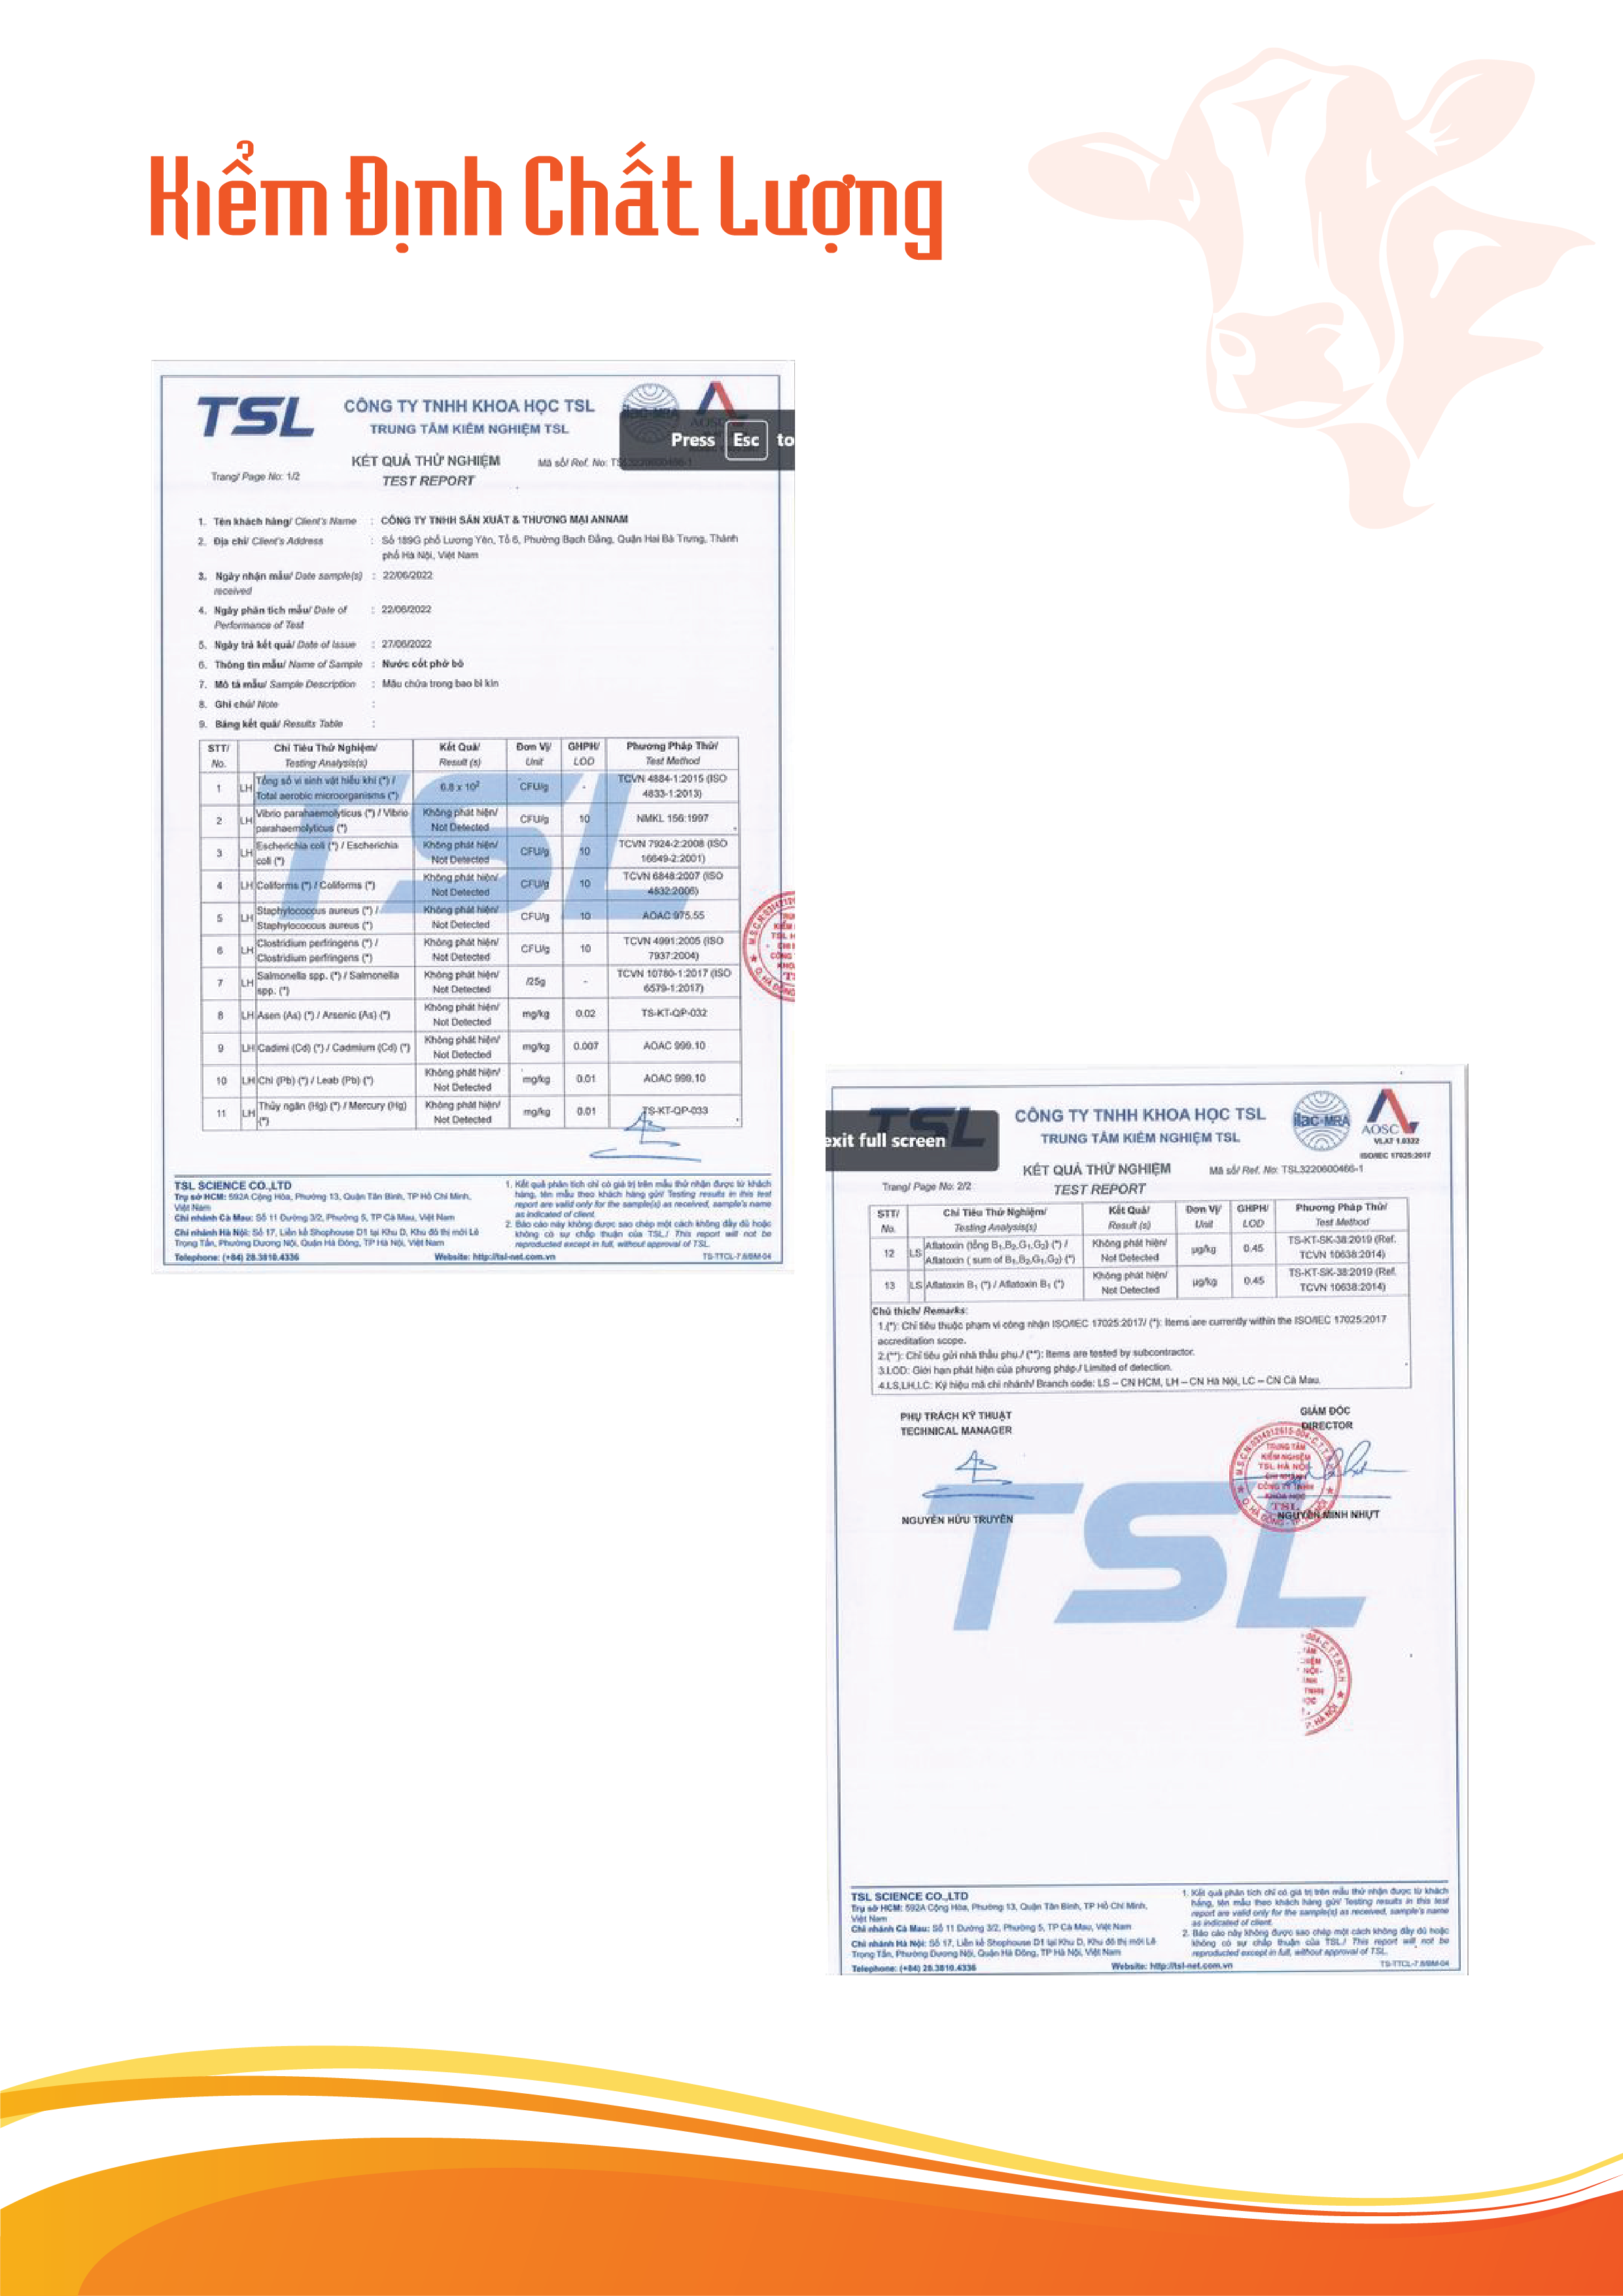 Kiểm Định Chất Lượng
TSL
CÔNG TY TNHH KHOA HỌC TSL
TRUNG TÂM KIỂM NGHIỆM TSL
Press Esc to
KẾT QUẢ THỬ NGHIỆM
Mã số/ Ref. No:
Trang/ Page No: 1/2
TEST REPORT
1. Tên khách hàng/ Client's Name : CÔNG TY TNHH SẢN XUẤT & THƯƠNG MẠI ANNAM
2. Địa chỉ/ Client's Address : Số 189G phố Lương Yên, Tổ 6, Phường Bạch Đằng, Quận Hai Bà Trưng, Thành
phố Hà Nội, Việt Nam
3. Ngày nhận mẫu/ Date sample(s) : 22/06/2022
received
4. Ngày phân tích mẫu/ Date of : 22/06/2022
Performance of Test
5. Ngày trả kết quả/ Date of Issue : 27/06/2022
6. Thông tin mẫu/ Name of Sample : Nước cốt phở bò
7. Mô tả mẫu/ Sample Description : Mẫu chứa trong bao bì kín
8. Ghi chú/ Note :
9. Bảng kết quả/ Results Table :
STT/ Chỉ Tiêu Thử Nghiệm/ Kết Quả/ Đơn Vị/ GHPH/ Phương Pháp Thử/
No. Testing Analysis(s) Result (s) Unit LOD Test Method
1 LH Tổng số vi sinh vật hiếu khí (*) / Total aerobic microorganisms (*) 6.8 x 10² CFU/g - TCVN 4884-1:2015 (ISO 4833-1:2013)
2 LH Vibrio parahaemolyticus (*) / Vibrio parahaemolyticus (*) Không phát hiện/ Not Detected CFU/g 10 NMKL 156:1997
3 LH Escherichia coli (*) / Escherichia coli (*) Không phát hiện/ Not Detected CFU/g 10 TCVN 7924-2:2008 (ISO 16649-2:2001)
4 LH Coliforms (*) / Coliforms (*) Không phát hiện/ Not Detected CFU/g 10 TCVN 6848:2007 (ISO 4832:2006)
5 LH Staphylococcus aureus (*) / Staphylococcus aureus (*) Không phát hiện/ Not Detected CFU/g 10 AOAC 975.55
6 LH Clostridium perfringens (*) / Clostridium perfringens (*) Không phát hiện/ Not Detected CFU/g 10 TCVN 4991:2005 (ISO 7937:2004)
7 LH Salmonella spp. (*) / Salmonella spp. (*) Không phát hiện/ Not Detected /25g - TCVN 10780-1:2017 (ISO 6579-1:2017)
8 LH Asen (As) (*) / Arsenic (As) (*) Không phát hiện/ Not Detected mg/kg 0.02 TS-KT-QP-032
9 LH Cadimi (Cd) (*) / Cadmium (Cd) (*) Không phát hiện/ Not Detected mg/kg 0.007 AOAC 999.10
10 LH Chì (Pb) (*) / Leab (Pb) (*) Không phát hiện/ Not Detected mg/kg 0.01 AOAC 999.10
11 LH Thủy ngân (Hg) (*) / Mercury (Hg) (*) Không phát hiện/ Not Detected mg/kg 0.01 TS-KT-QP-033
TSL
TSL SCIENCE CO.,LTD
Trụ sở HCM: 592A Cộng Hòa, Phường 13, Quận Tân Bình, TP Hồ Chí Minh,
Việt Nam
Chi nhánh Cà Mau: Số 11 Đường 3/2, Phường 5, TP Cà Mau, Việt Nam
Chi nhánh Hà Nội: Số 17, Liền kề Shophouse D1 tại Khu D, Khu đô thị mới Lê
Trọng Tấn, Phường Dương Nội, Quận Hà Đông, TP Hà Nội, Việt Nam
Telephone: (+84) 28.3810.4336 Website: http://tsl-net.com.vn
1. Kết quả phân tích chỉ có giá trị trên mẫu thử nhận được từ khách
hàng, tên mẫu theo khách hàng gửi/ Testing results in this test
report are valid only for the sample(s) as received, sample's name
as indicated of client.
2. Báo cáo này không được sao chép một cách không đầy đủ hoặc
không có sự chấp thuận của TSL./ This report will not be
reproduced except in full, without approval of TSL.
TS-TTCL-7.8/BM-04
exit full screen
CÔNG TY TNHH KHOA HỌC TSL
TRUNG TÂM KIỂM NGHIỆM TSL
ilac-MRA
AOSC
VLAT 1.0322
ISO/IEC 17025:2017
KẾT QUẢ THỬ NGHIỆM
Mã số/ Ref. No: TSL3220600466-1
Trang/ Page No: 2/2
TEST REPORT
STT/ Chỉ Tiêu Thử Nghiệm/ Kết Quả/ Đơn Vị/ GHPH/ Phương Pháp Thử/
No. Testing Analysis(s) Result (s) Unit LOD Test Method
12 LS Aflatoxin (tổng B₁,B₂,G₁,G₂) (*) / Aflatoxin ( sum of B₁,B₂,G₁,G₂) (*) Không phát hiện/ Not Detected µg/kg 0.45 TS-KT-SK-38:2019 (Ref. TCVN 10638:2014)
13 LS Aflatoxin B₁ (*) / Aflatoxin B₁ (*) Không phát hiện/ Not Detected µg/kg 0.45 TS-KT-SK-38:2019 (Ref. TCVN 10638:2014)
Chú thích/ Remarks:
1.(*): Chỉ tiêu thuộc phạm vi công nhận ISO/IEC 17025:2017/ (*): Items are currently within the ISO/IEC 17025:2017
accreditation scope.
2.(**): Chỉ tiêu gửi nhà thầu phụ./ (**): Items are tested by subcontractor.
3.LOD: Giới hạn phát hiện của phương pháp./ Limited of detection.
4.LS,LH,LC: Ký hiệu mã chi nhánh/ Branch code: LS – CN HCM, LH – CN Hà Nội, LC – CN Cà Mau.
PHỤ TRÁCH KỸ THUẬT
TECHNICAL MANAGER
GIÁM ĐỐC
DIRECTOR
NGUYỄN HỮU TRUYỀN
NGUYỄN MINH NHỰT
TSL
TSL SCIENCE CO.,LTD
Trụ sở HCM: 592A Cộng Hòa, Phường 13, Quận Tân Bình, TP Hồ Chí Minh,
Việt Nam
Chi nhánh Cà Mau: Số 11 Đường 3/2, Phường 5, TP Cà Mau, Việt Nam
Chi nhánh Hà Nội: Số 17, Liền kề Shophouse D1 tại Khu D, Khu đô thị mới Lê
Trọng Tấn, Phường Dương Nội, Quận Hà Đông, TP Hà Nội, Việt Nam
Telephone: (+84) 28.3810.4336 Website: http://tsl-net.com.vn
1. Kết quả phân tích chỉ có giá trị trên mẫu thử nhận được từ khách
hàng, tên mẫu theo khách hàng gửi/ Testing results in this test
report are valid only for the sample(s) as received, sample's name
as indicated of client.
2. Báo cáo này không được sao chép một cách không đầy đủ hoặc
không có sự chấp thuận của TSL./ This report will not be
reproduced except in full, without approval of TSL.
TS-TTCL-7.8/BM-04